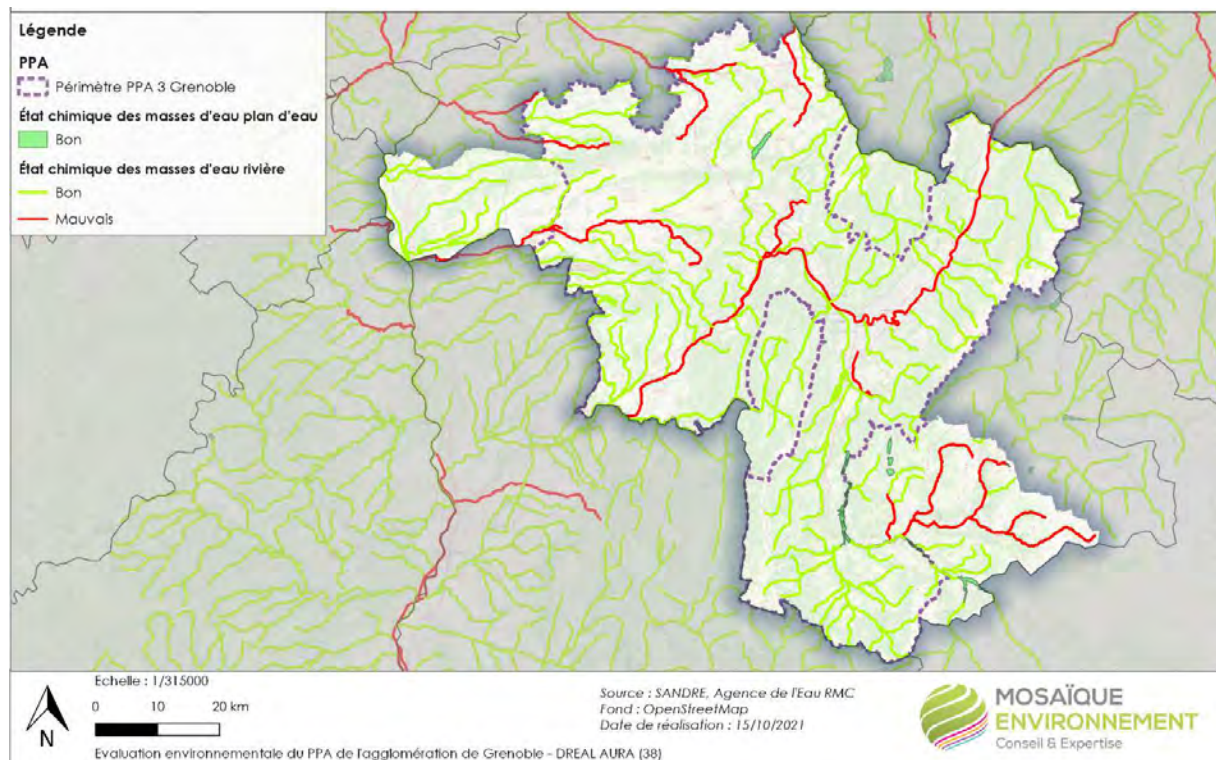 Légende
PPA
Périmètre PPA 3 Grenoble
État chimique des masses d'eau plan d'eau
Bon
État chimique des masses d'eau rivière
Bon
Mauvais
Echelle : 1/315000
0 10 20 km
N
Evaluation environnementale du PPA de l'agglomération de Grenoble - DREAL AURA (38)
Source : SANDRE, Agence de l'Eau RMC
Fond : OpenStreetMap
Date de réalisation : 15/10/2021
MOSAÏQUE
ENVIRONNEMENT
Conseil & Expertise